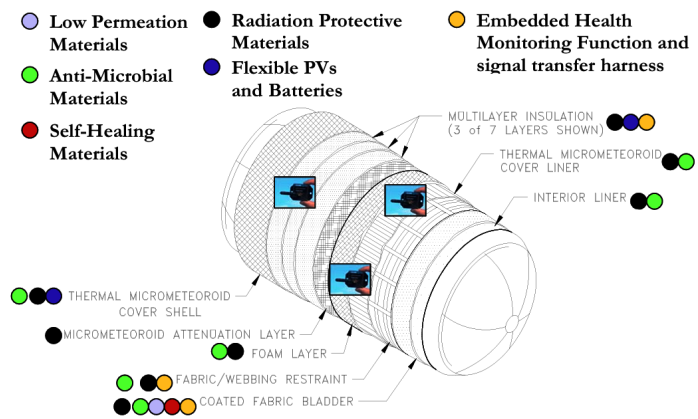 Low Permeation
Materials
Radiation Protective
Materials
Embedded Health
Monitoring Function and
signal transfer harness
Anti-Microbial
Materials
Flexible PVs
and Batteries
Self-Healing
Materials
MULTILAYER INSULATION
(3 of 7 LAYERS SHOWN)
THERMAL MICROMETEOROID
COVER LINER
INTERIOR LINER
THERMAL MICROMETEOROID
COVER SHELL
MICROMETEOROID ATTENUATION LAYER
FOAM LAYER
FABRIC/WEBBING RESTRAINT
COATED FABRIC BLADDER